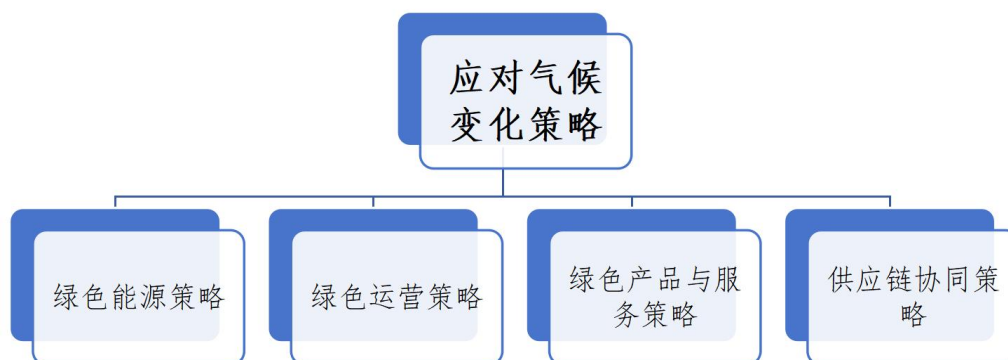 应对气候
变化策略
绿色能源策略
绿色运营策略
绿色产品与服
务策略
供应链协同策
略